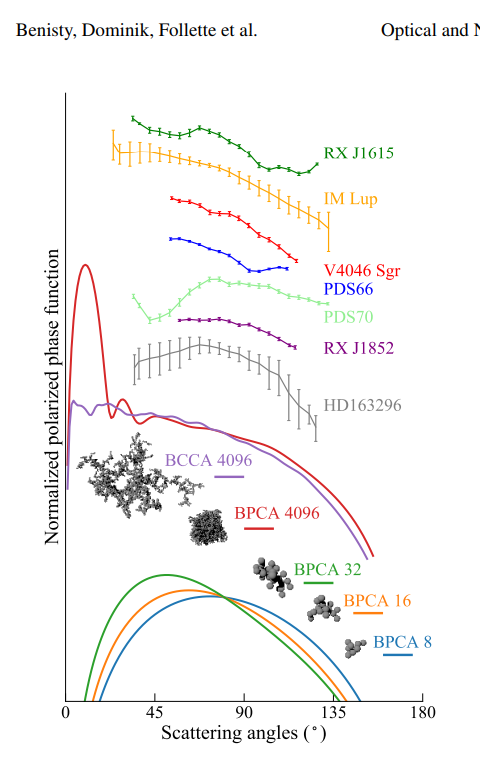 Benisty, Dominik, Follette et al.
Optical and N
Normalized polarized phase function
RX J1615
IM Lup
V4046 Sgr
PDS66
PDS70
RX J1852
HD163296
BCCA 4096
BPCA 4096
BPCA 32
BPCA 16
BPCA 8
0 45 90 135 180
Scattering angles (°)